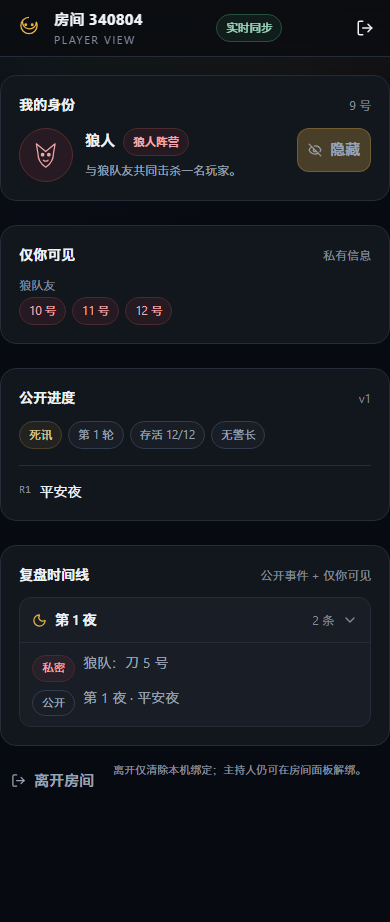 房间 340804
PLAYER VIEW
实时同步
我的身份
9 号
狼人 狼人阵营
与狼队友共同击杀一名玩家。
隐藏
仅你可见
私有信息
狼队友
10 号 11 号 12 号
公开进度
v1
死讯 第 1 轮 存活 12/12 无警长
R1 平安夜
复盘时间线
公开事件 + 仅你可见
第 1 夜
2 条
私密 狼队：刀 5 号
公开 第 1 夜 · 平安夜
离开房间
离开仅清除本机绑定；主持人仍可在房间面板解绑。